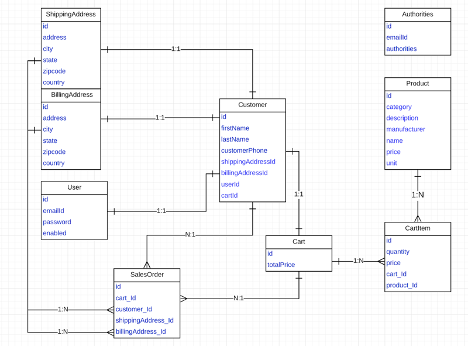 ShippingAddress
id
address
city
state
zipcode
country
BillingAddress
id
address
city
state
zipcode
country
User
id
emailId
password
enabled
SalesOrder
id
cart_Id
customer_Id
shippingAddress_Id
billingAddress_Id
Customer
id
firstName
lastName
customerPhone
shippingAddressId
billingAddressId
userId
cartId
Cart
id
totalPrice
Authorities
id
emailId
authorities
Product
id
category
description
manufacturer
name
price
unit
CartItem
id
quantity
price
cart_Id
product_Id
1:1
1:1
1:1
1:1
N:1
N:1
1:N
1:N
1:N
1:N